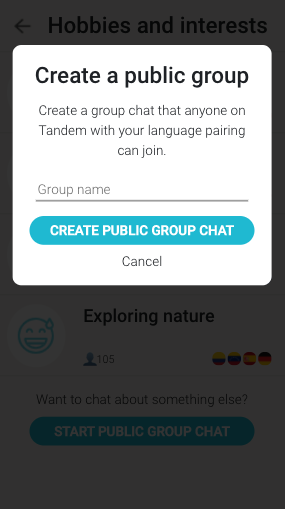 Hobbies and interests
Create a public group
Create a group chat that anyone on
Tandem with your language pairing
can join.
Group name
CREATE PUBLIC GROUP CHAT
Cancel
Exploring nature
105
Want to chat about something else?
START PUBLIC GROUP CHAT